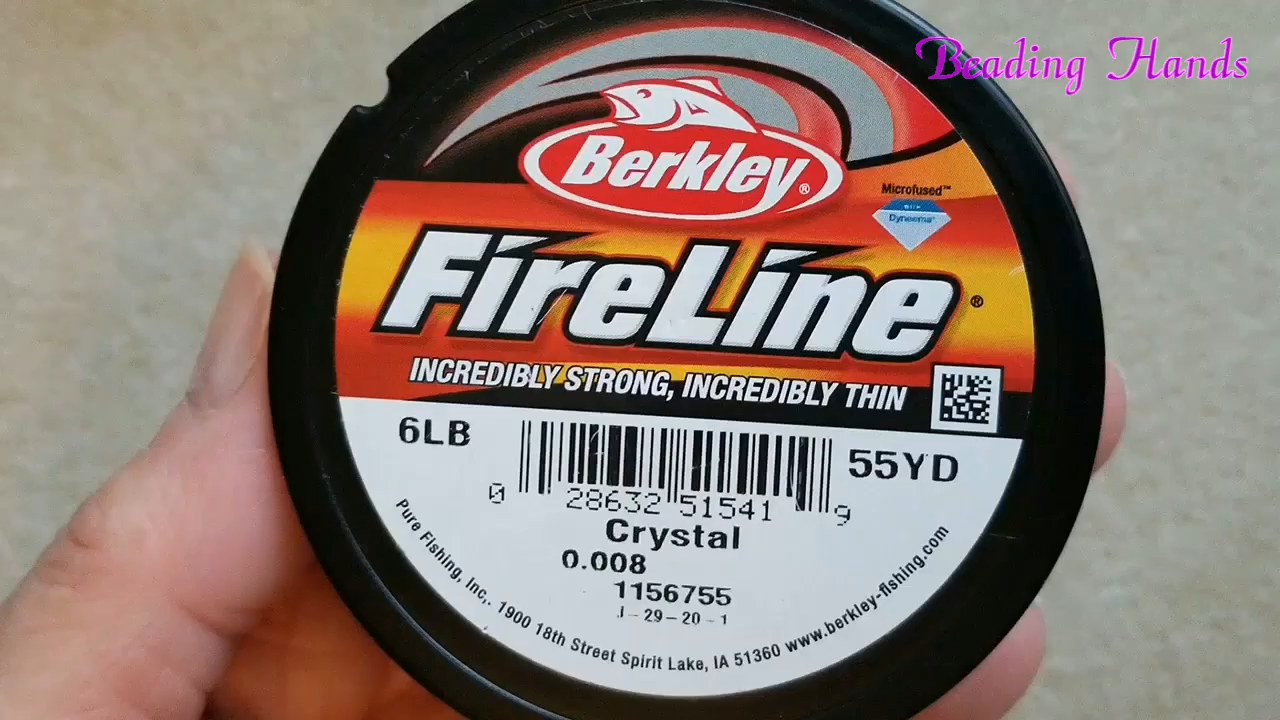 Beading Hands
Berkley®
Microfused™
Dyneema®
FireLine®
INCREDIBLY STRONG, INCREDIBLY THIN
6LB
55YD
0 28632 51541 9
Crystal
0.008
1156755
J-29-20-1
Pure Fishing, Inc,. 1900 18th Street Spirit Lake, IA 51360 www.berkley-fishing.com